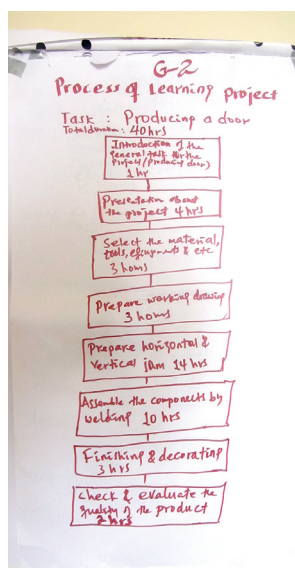 G-2
Process of Learning Project
Task : Producing a door
Total duration : 40 hrs
Introduction of the
general task for the
Project (Producing door)
1 hr
Presentation about
the project 4 hrs
Select the material,
tools, equipments & etc
3 hours
Prepare working drawing
3 hours
Prepare horizontal &
vertical jam 14 hrs
Assemble the components by
welding 10 hrs
Finishing & decorating
3 hrs
check & evaluate the
quality of the product
2 hrs